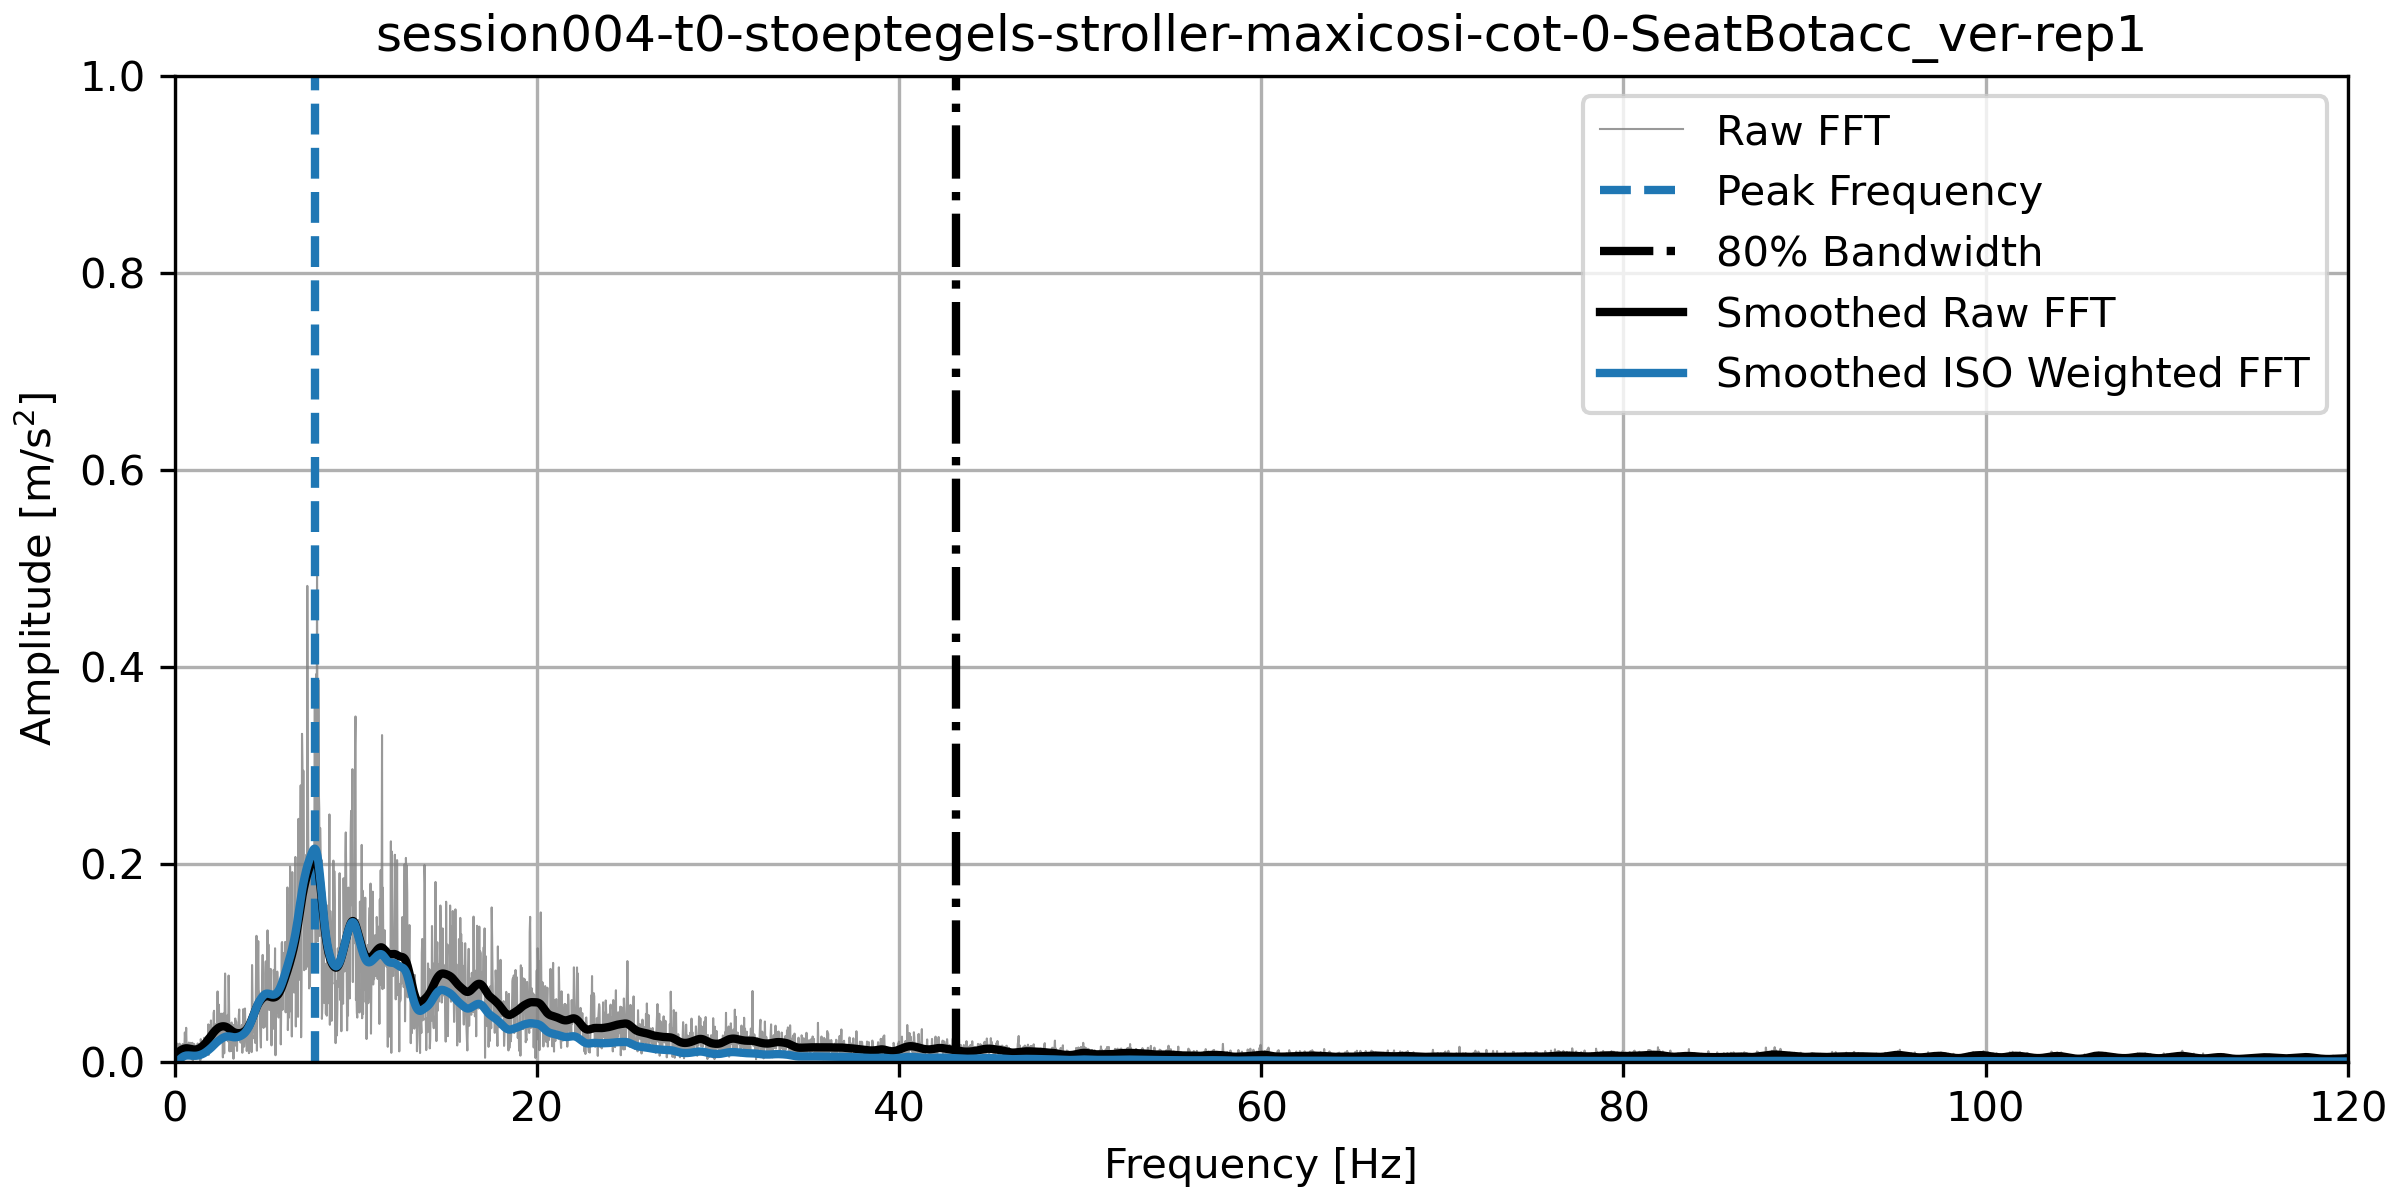 session004-t0-stoeptegels-stroller-maxicosi-cot-0-SeatBotacc_ver-rep1
1.0
0.8
0.6
0.4
0.2
0.0
Amplitude [m/s²]
Raw FFT
Peak Frequency
80% Bandwidth
Smoothed Raw FFT
Smoothed ISO Weighted FFT
0 20 40 60 80 100 120
Frequency [Hz]